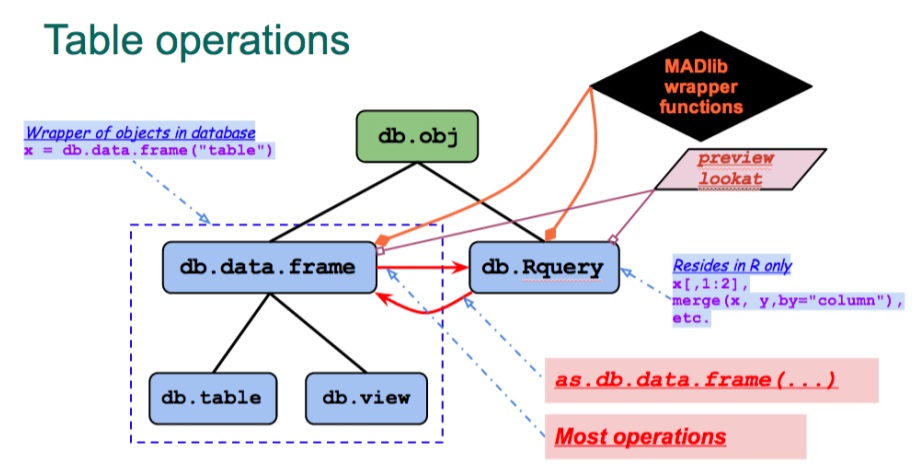 Table operations
MADlib
wrapper
functions
Wrapper of objects in database
x = db.data.frame("table")
db.obj
preview
lookat
db.data.frame
db.Rquery
Resides in R only
x[,1:2],
merge(x, y,by="column"),
etc.
db.table
db.view
as.db.data.frame(...)
Most operations